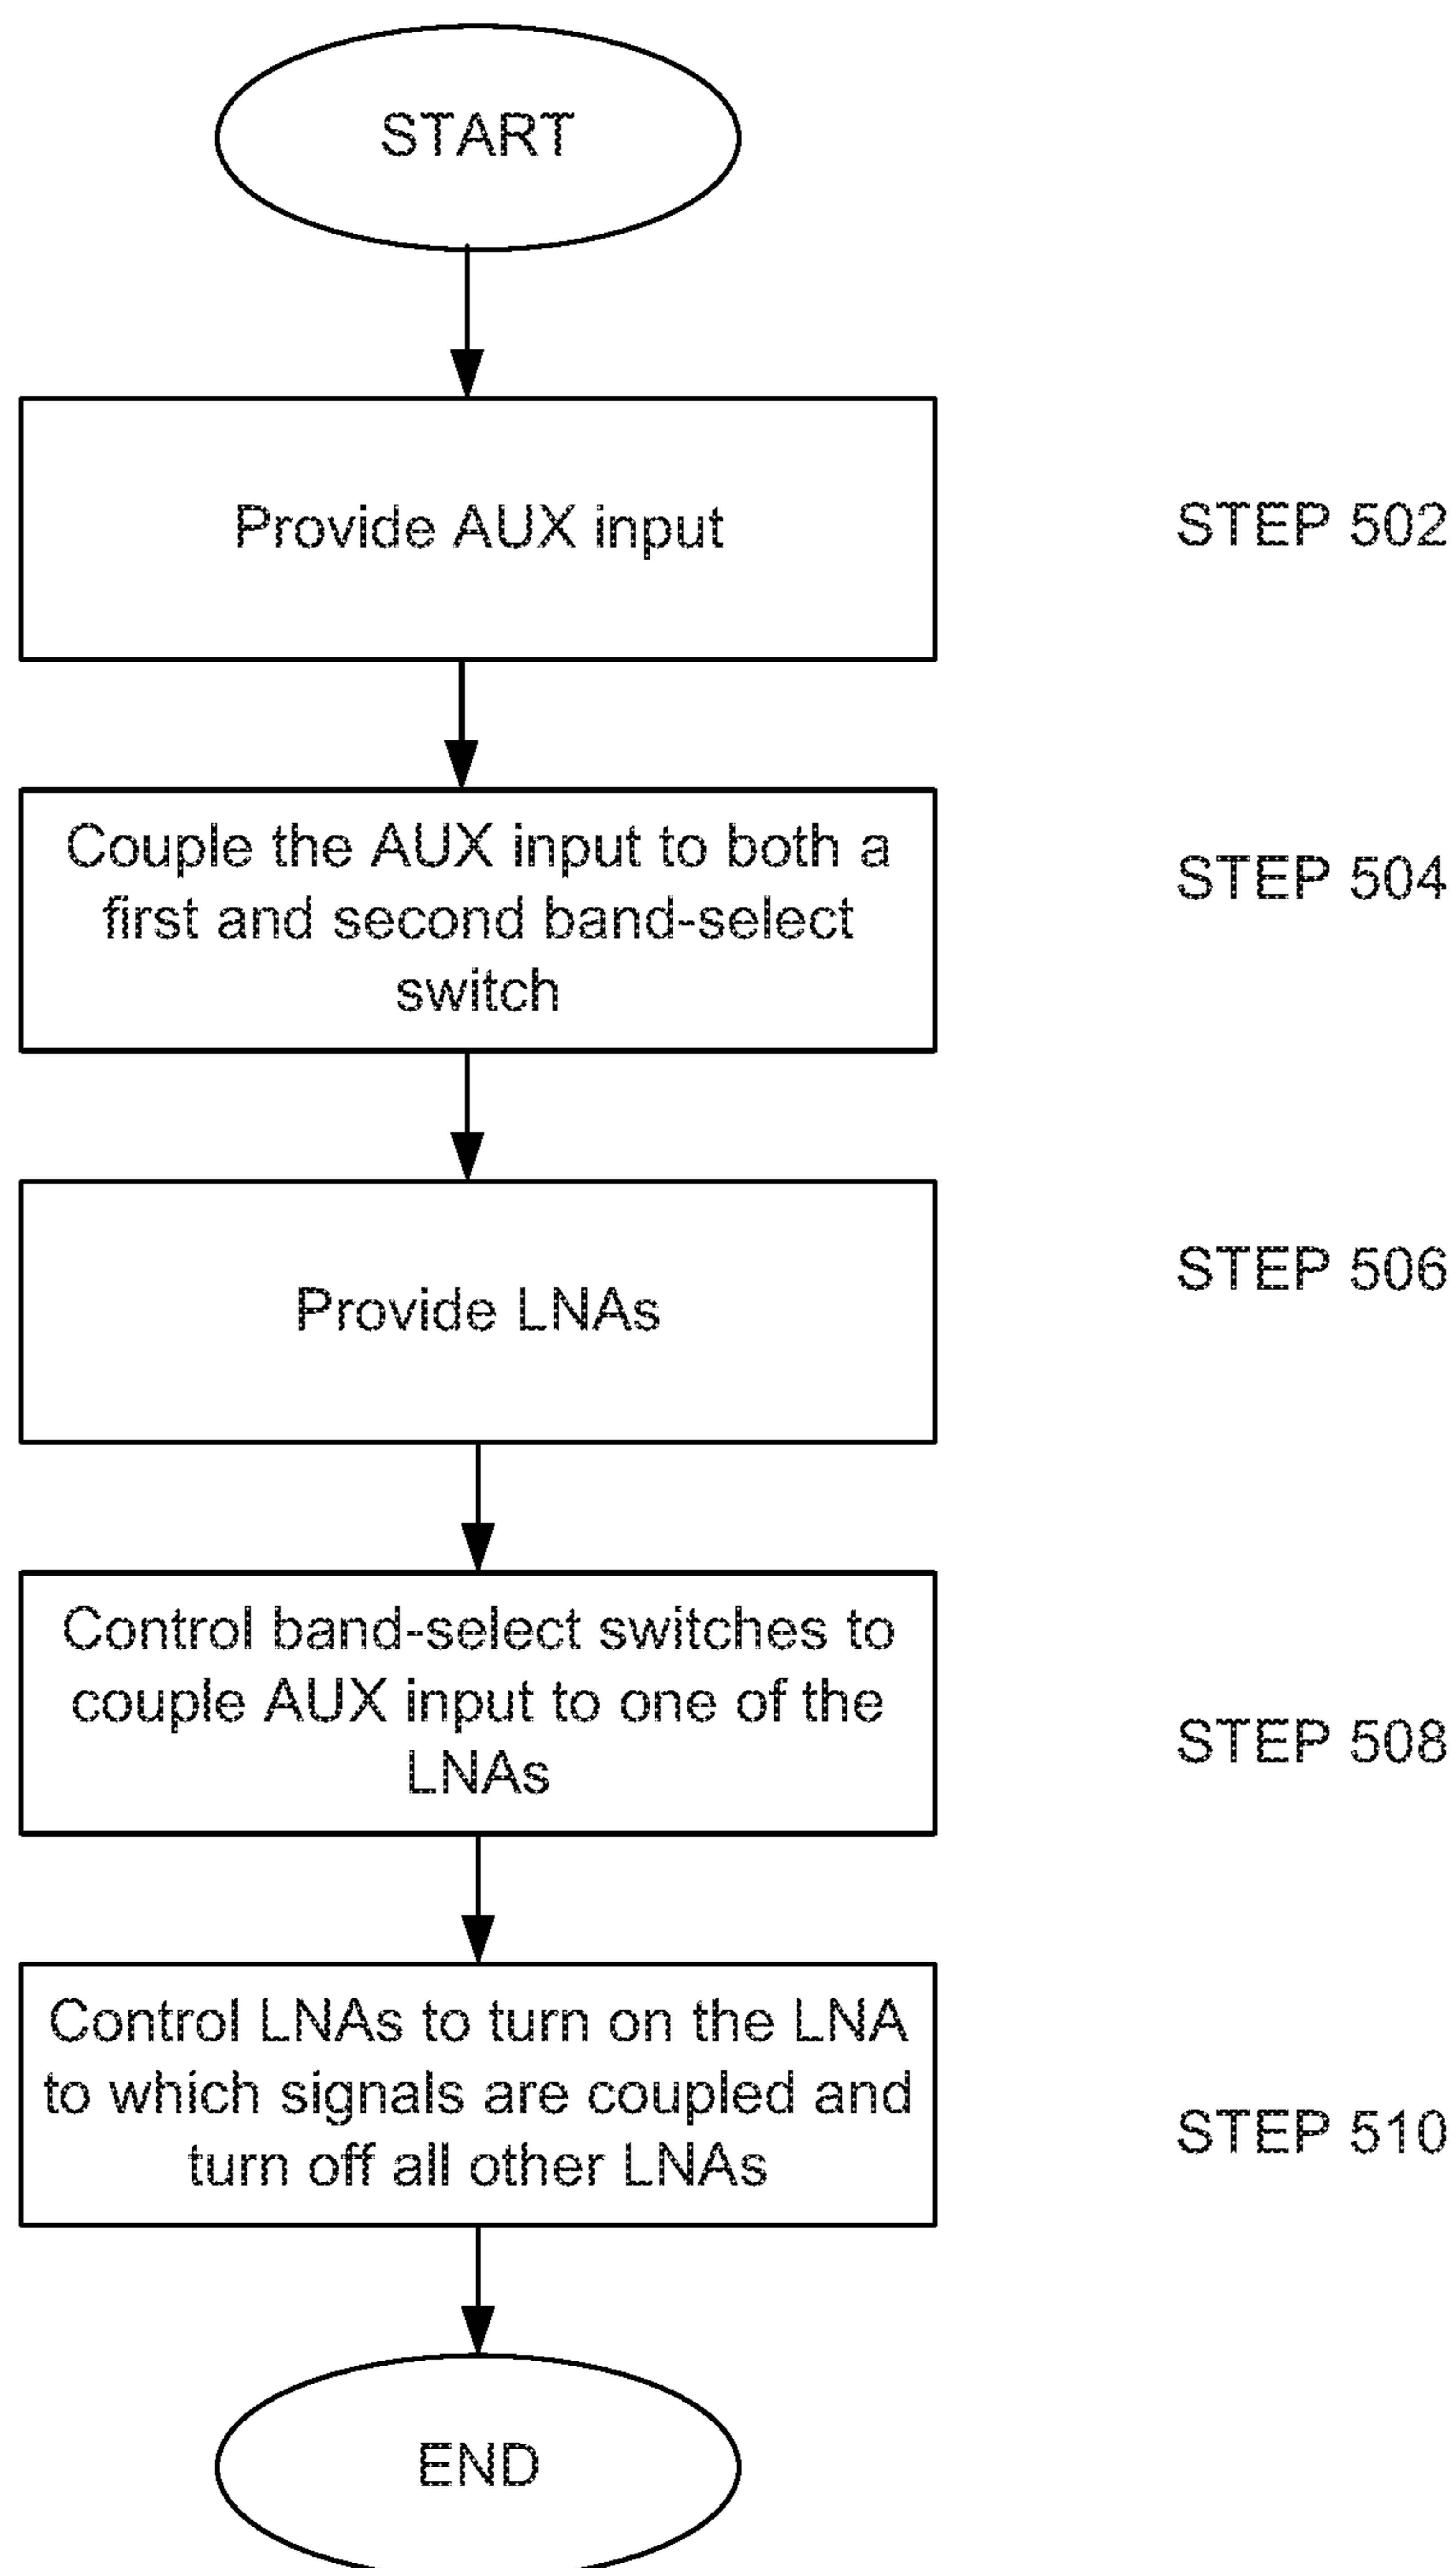 START
Provide AUX input
STEP 502
Couple the AUX input to both a
first and second band-select
switch
STEP 504
Provide LNAs
STEP 506
Control band-select switches to
couple AUX input to one of the
LNAs
STEP 508
Control LNAs to turn on the LNA
to which signals are coupled and
turn off all other LNAs
STEP 510
END